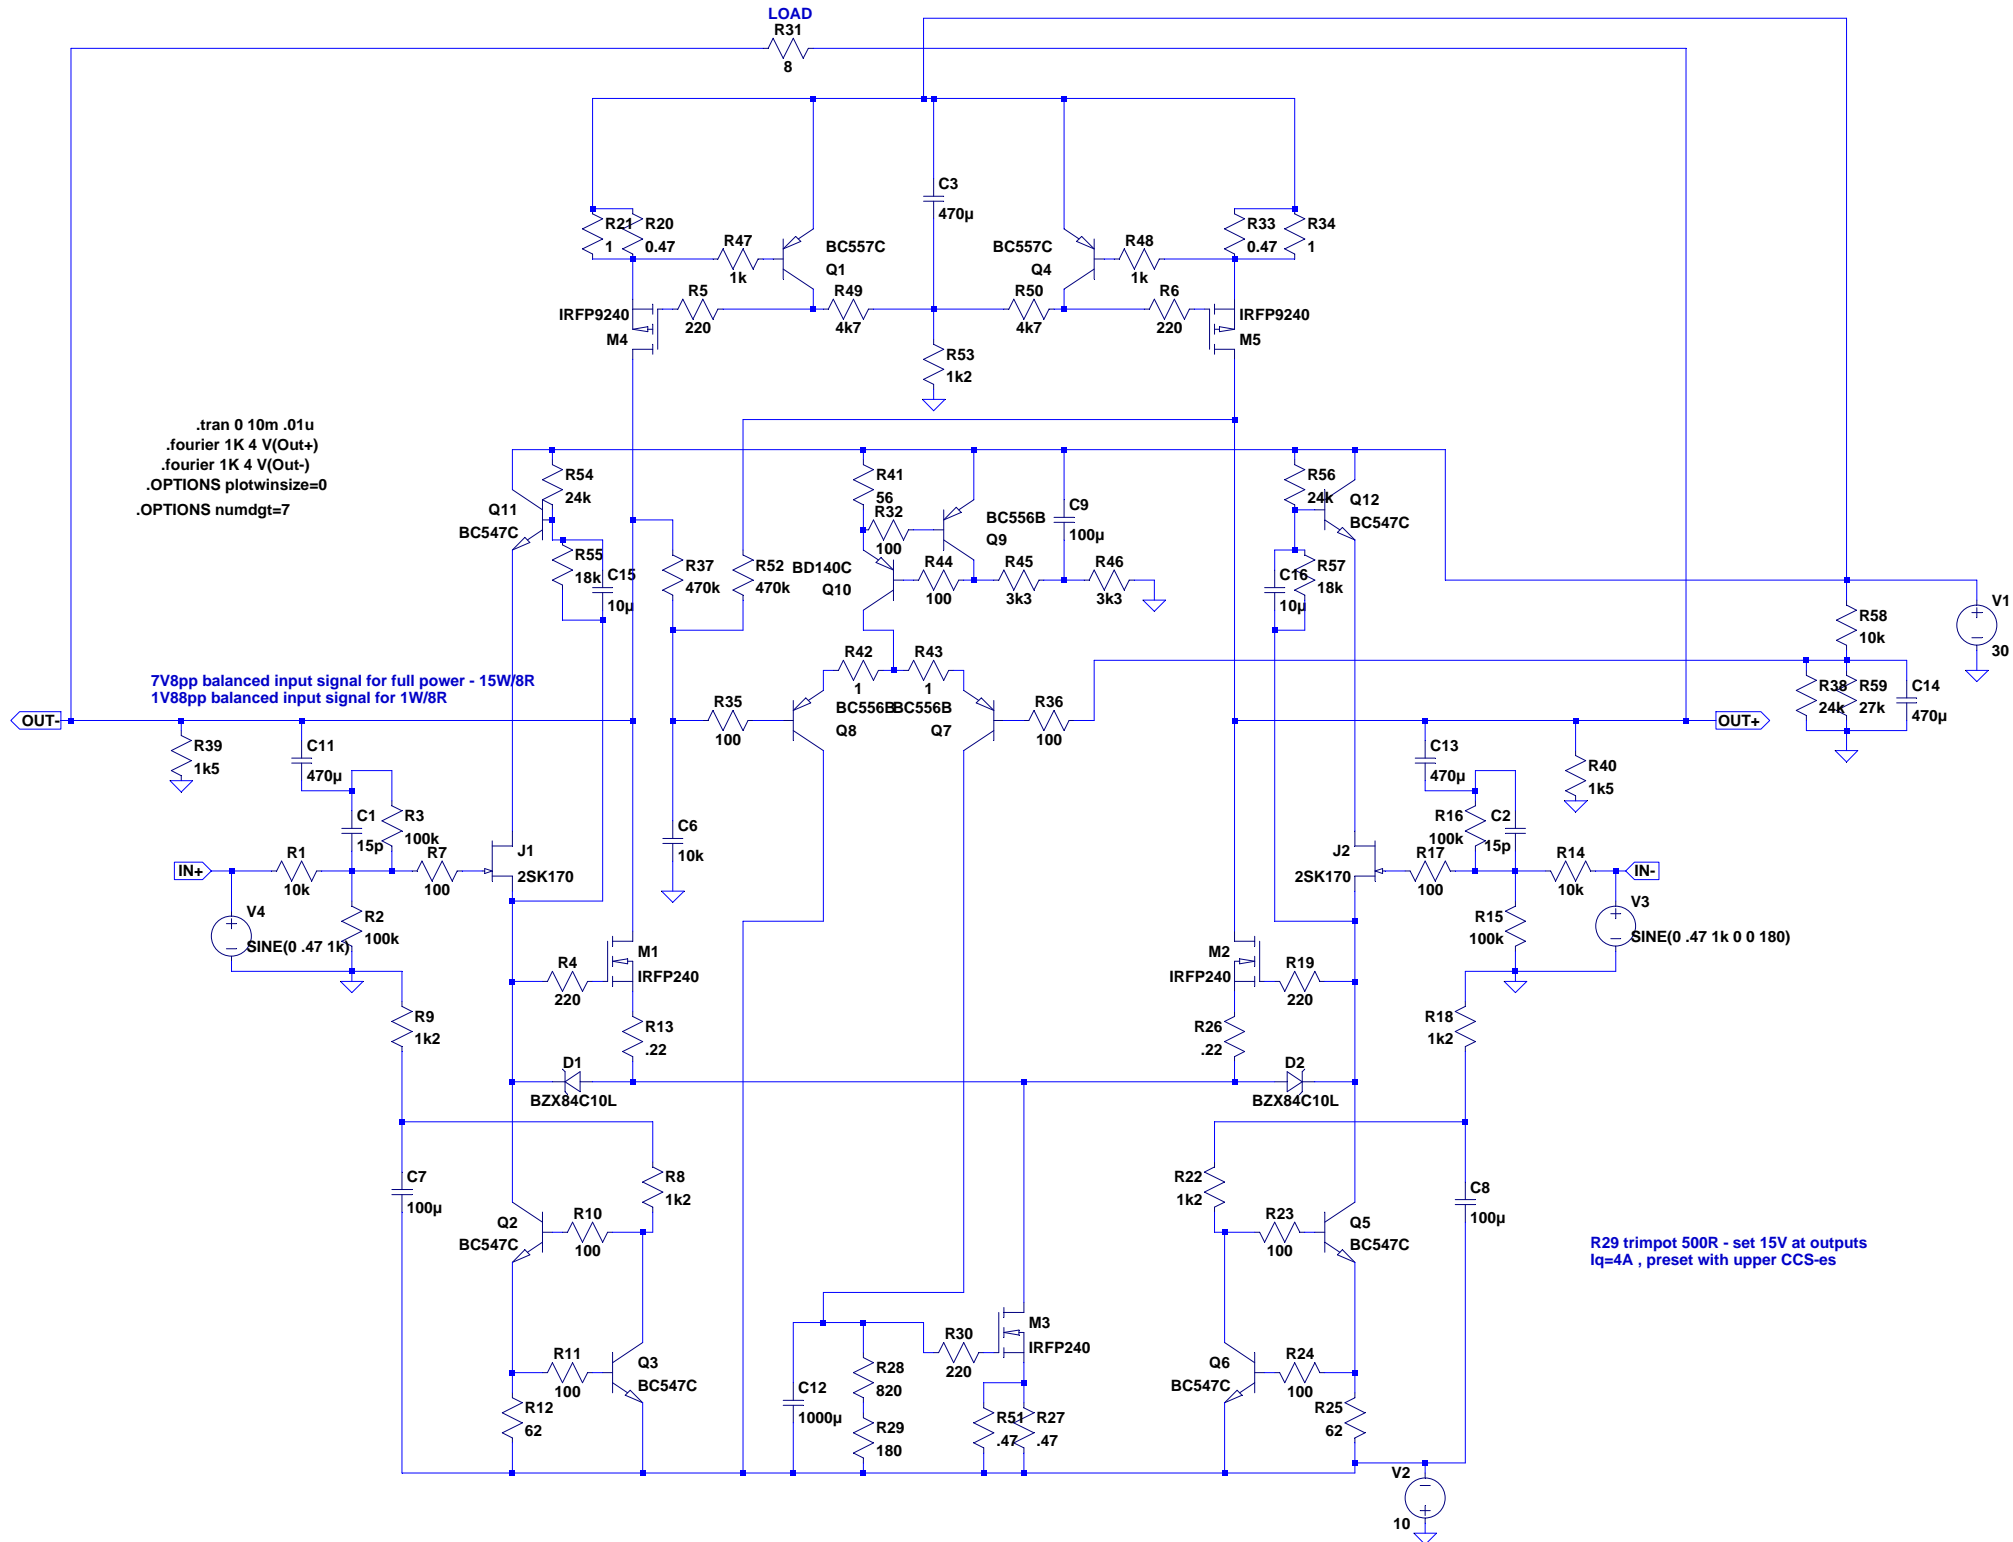 LOAD
R31
8
C3
470µ
R21
1
R20
0.47
R47
1k
BC557C
Q1
BC557C
Q4
R48
1k
R33
0.47
R34
1
R5
220
R49
4k7
R50
4k7
R6
220
IRFP9240
M4
IRFP9240
M5
R53
1k2
.tran 0 10m .01u
.fourier 1K 4 V(Out+)
.fourier 1K 4 V(Out-)
.OPTIONS plotwinsize=0
.OPTIONS numdgt=7
R54
24k
Q11
BC547C
R55
18k
C15
10µ
R37
470k
R52
470k
R41
56
R32
100
BC556B
Q9
C9
100µ
BD140C
Q10
R44
100
R45
3k3
R46
3k3
R56
24k
Q12
BC547C
C16
10µ
R57
18k
V1
30
R58
10k
R42
1
R43
1
BC556B
Q8
BC556B
Q7
R35
100
R36
100
R38
24k
R59
27k
C14
470µ
7V8pp balanced input signal for full power - 15W/8R
1V88pp balanced input signal for 1W/8R
OUT-
OUT+
R39
1k5
C11
470µ
C1
15p
R3
100k
R1
10k
R7
100
IN+
J1
2SK170
V4
SINE(0 .47 1k)
R2
100k
C6
10k
C13
470µ
R40
1k5
R16
100k
C2
15p
J2
2SK170
R17
100
R14
10k
IN-
R15
100k
V3
SINE(0 .47 1k 0 0 180)
R4
220
M1
IRFP240
M2
IRFP240
R19
220
R9
1k2
R13
.22
R26
.22
R18
1k2
D1
BZX84C10L
D2
BZX84C10L
C7
100µ
R8
1k2
R22
1k2
C8
100µ
Q2
BC547C
R10
100
R23
100
Q5
BC547C
R29 trimpot 500R - set 15V at outputs
Iq=4A , preset with upper CCS-es
R11
100
Q3
BC547C
R12
62
C12
1000µ
R28
820
R29
180
R30
220
M3
IRFP240
R51
.47
R27
.47
Q6
BC547C
R24
100
R25
62
V2
10